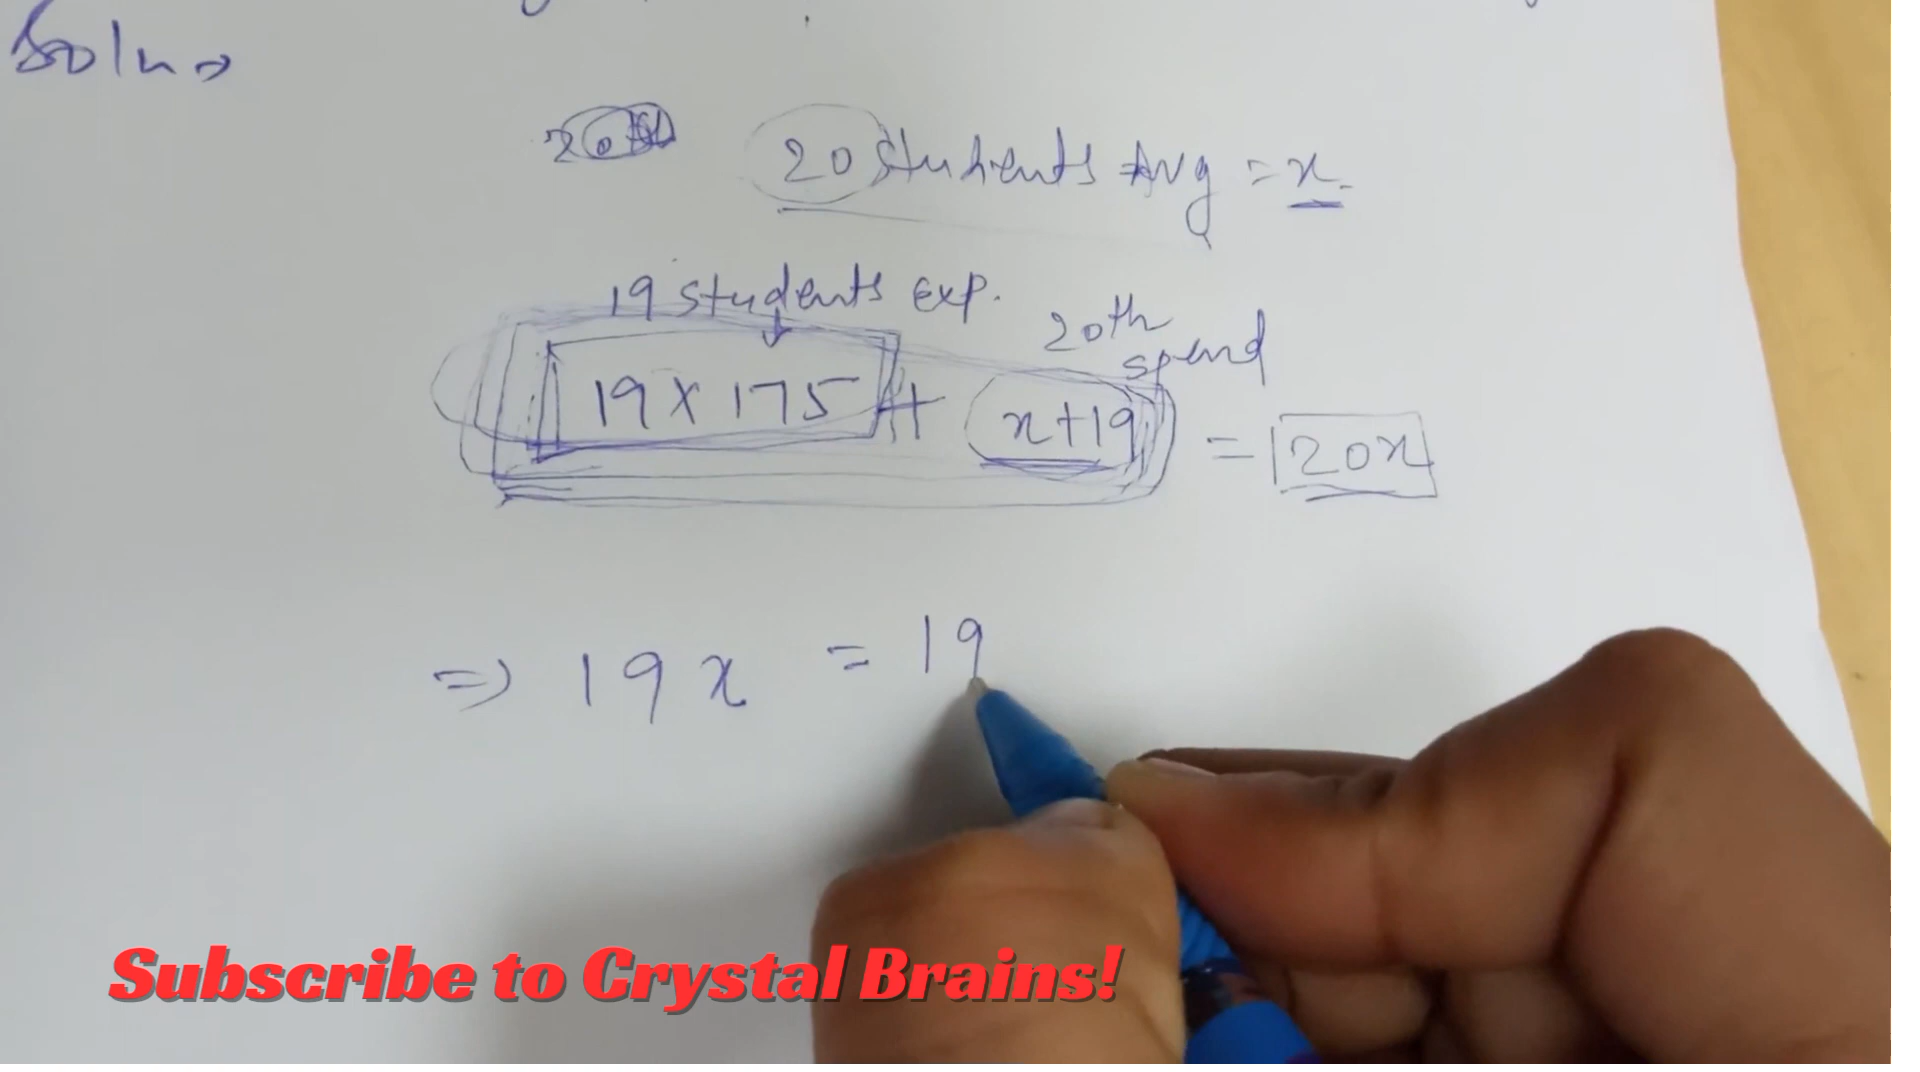 Soln →
20 students Avg = x.
19 students exp.
20th
spend
19 × 175 + x+19 = 20x
⇒ 19x = 19
Subscribe to Crystal Brains!